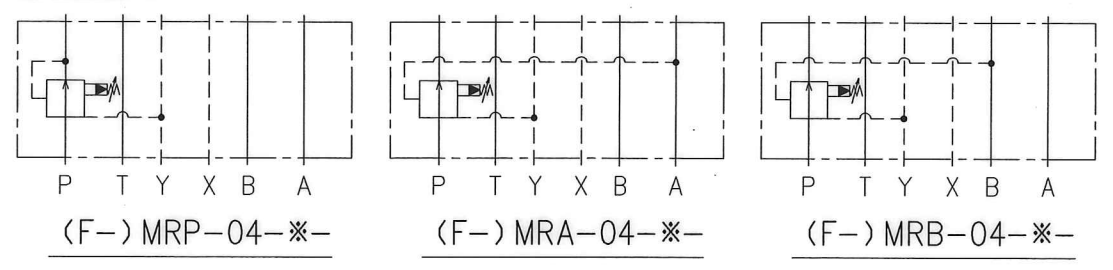 P T Y X B A
P T Y X B A
P T Y X B A
(F-) MRP-04-※-
(F-) MRA-04-※-
(F-) MRB-04-※-